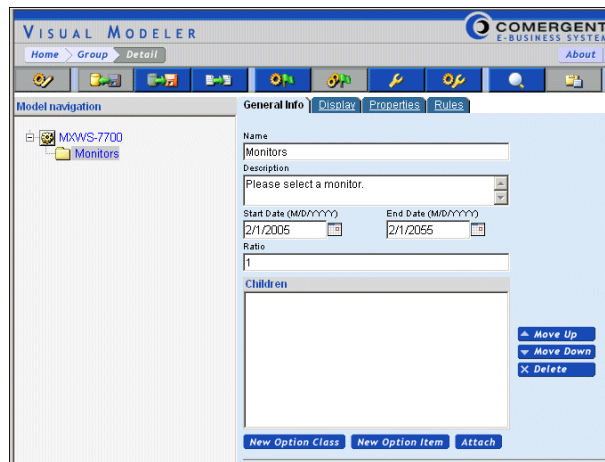 VISUAL MODELER
COMERGENT
E-BUSINESS SYSTEM
Home Group Detail
About
Model navigation
General Info Display Properties Rules
MXWS-7700
Monitors
Name
Monitors
Description
Please select a monitor.
Start Date (M/D/YYYY) End Date (M/D/YYYY)
2/1/2005 2/1/2055
Ratio
1
Children
Move Up
Move Down
Delete
New Option Class New Option Item Attach